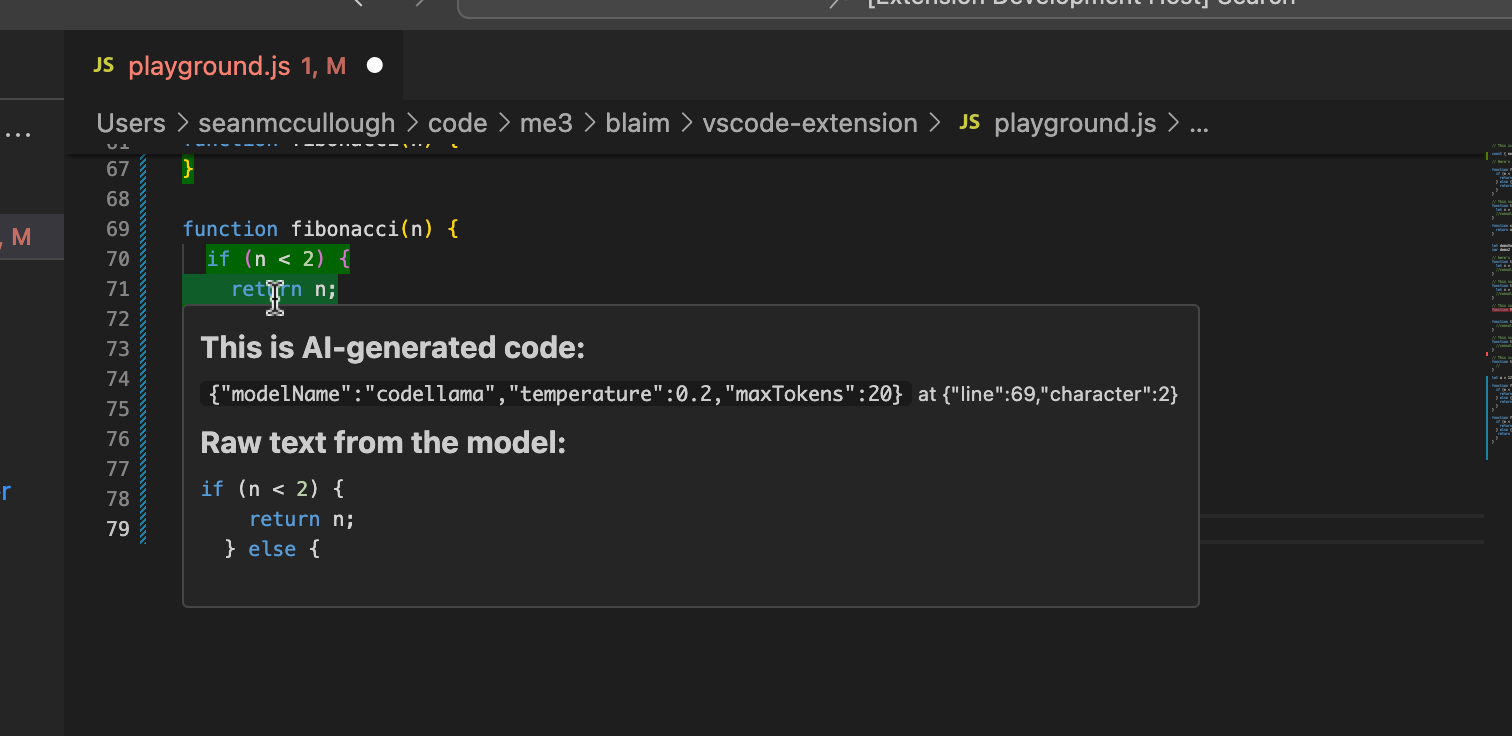 [Extension Development Host] Search
JS playground.js 1, M
...
Users > seanmccullough > code > me3 > blaim > vscode-extension > JS playground.js > ...
61 function fibonacci(n) {
67 }
68
69 function fibonacci(n) {
, M
70 if (n < 2) {
71 return n;
72
73
74
75
76
77
78
79
This is AI-generated code:
{"modelName":"codellama","temperature":0.2,"maxTokens":20} at {"line":69,"character":2}
Raw text from the model:
if (n < 2) {
return n;
} else {
r